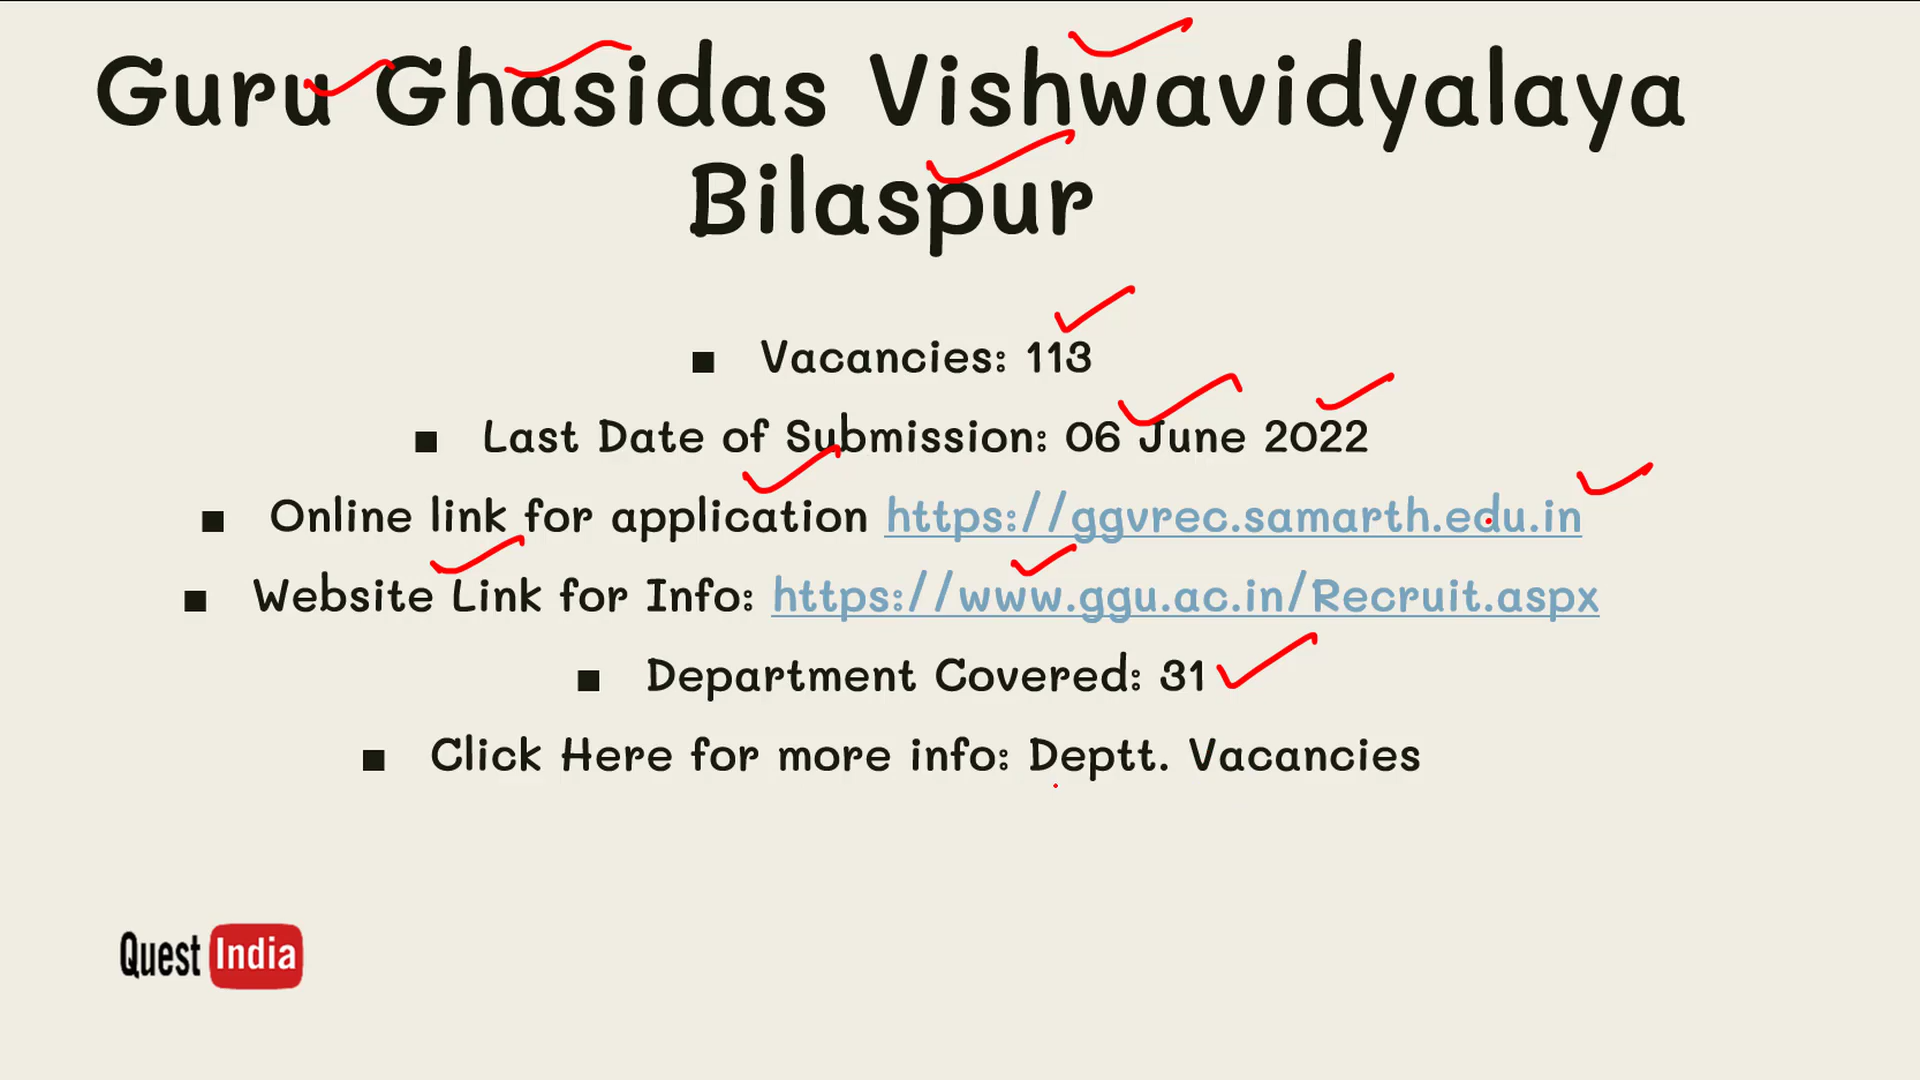 Guru Ghasidas Vishwavidyalaya
Bilaspur
■ Vacancies: 113
■ Last Date of Submission: 06 June 2022
■ Online link for application https://ggvrec.samarth.edu.in
■ Website Link for Info: https://www.ggu.ac.in/Recruit.aspx
■ Department Covered: 31
■ Click Here for more info: Deptt. Vacancies
Quest India